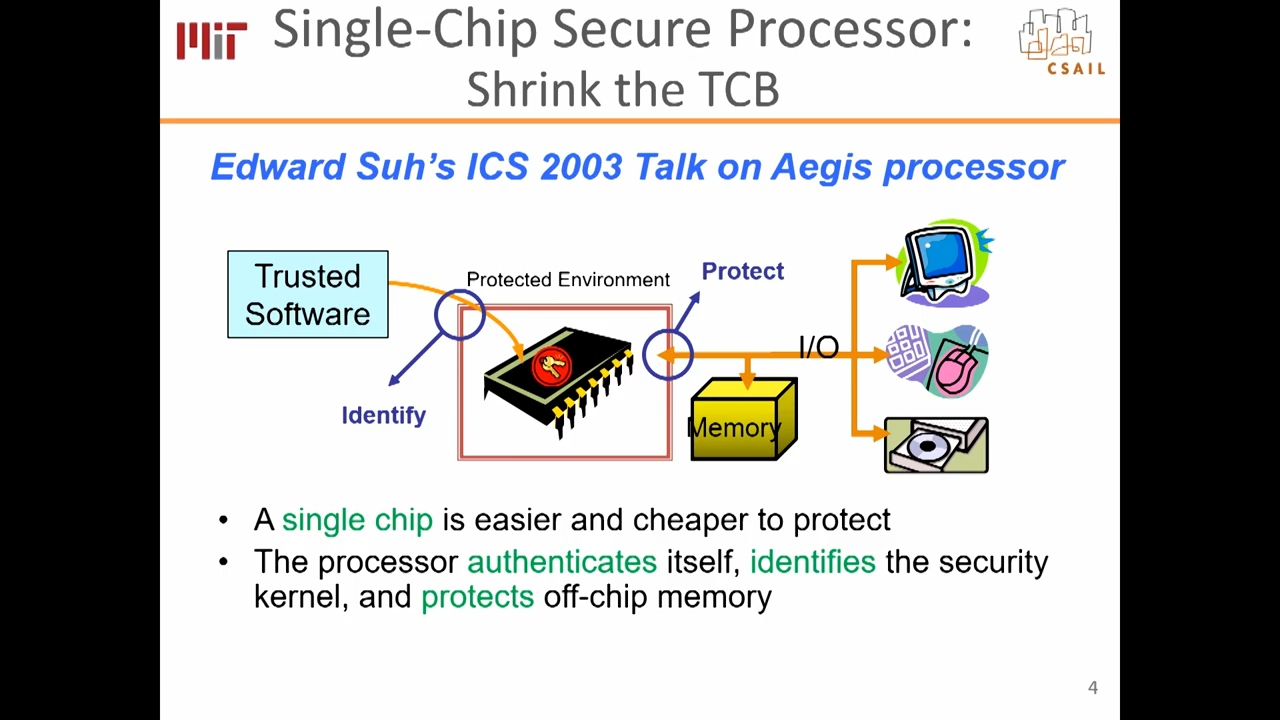 MIT
Single-Chip Secure Processor:
Shrink the TCB
CSAIL
Edward Suh's ICS 2003 Talk on Aegis processor
Trusted
Software
Protected Environment
Protect
I/O
Identify
Memory
• A single chip is easier and cheaper to protect
• The processor authenticates itself, identifies the security
kernel, and protects off-chip memory
4